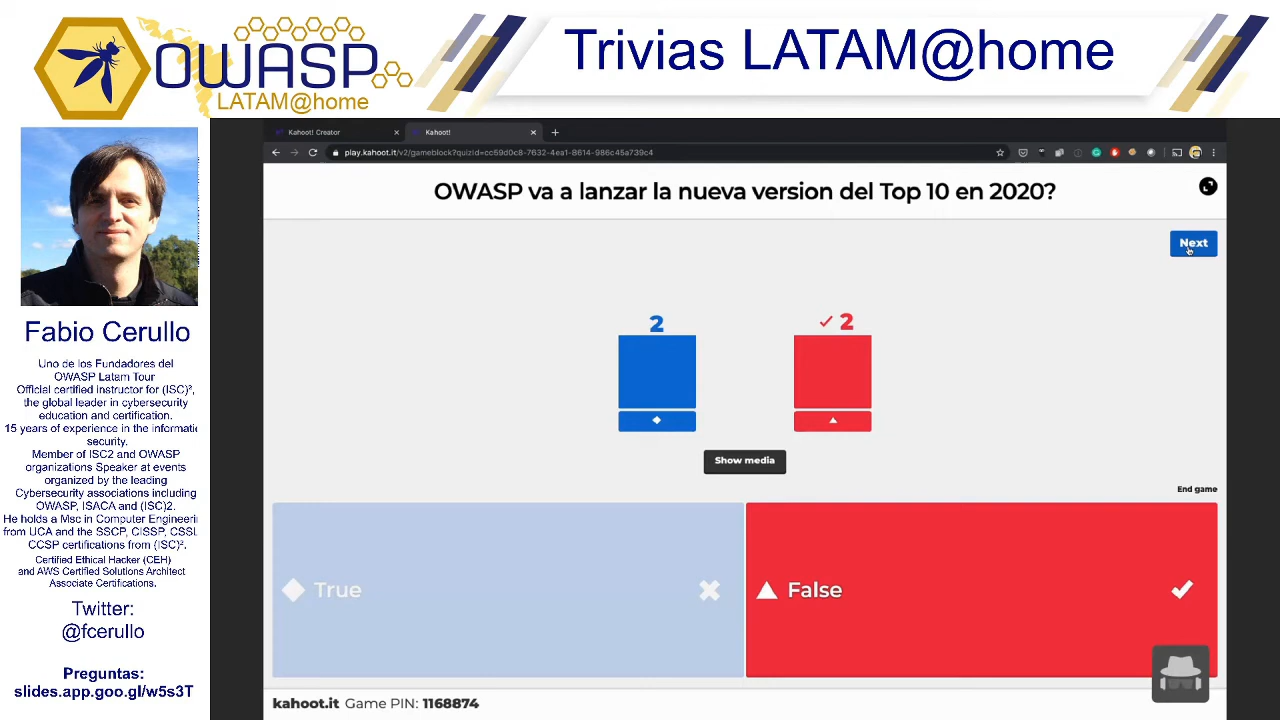 OWASP
LATAM@home
Trivias LATAM@home
Fabio Cerullo
Uno de los Fundadores del
OWASP Latam Tour
Official certified instructor for (ISC)²,
the global leader in cybersecurity
education and certification.
15 years of experience in the informatic
security.
Member of ISC2 and OWASP
organizations Speaker at events
organized by the leading
Cybersecurity associations including
OWASP, ISACA and (ISC)2.
He holds a Msc in Computer Engineeri
from UCA and the SSCP, CISSP, CSSL
CCSP certifications from (ISC)².
Certified Ethical Hacker (CEH)
and AWS Certified Solutions Architect
Associate Certifications.
Twitter:
@fcerullo
Preguntas:
slides.app.goo.gl/w5s3T
Kahoot! Creator
Kahoot!
play.kahoot.it/v2/gameblock?quizId=cc59d0c8-7632-4ea1-8614-986c45a739c4
OWASP va a lanzar la nueva version del Top 10 en 2020?
Next
2
2
Show media
End game
True
False
kahoot.it Game PIN: 1168874